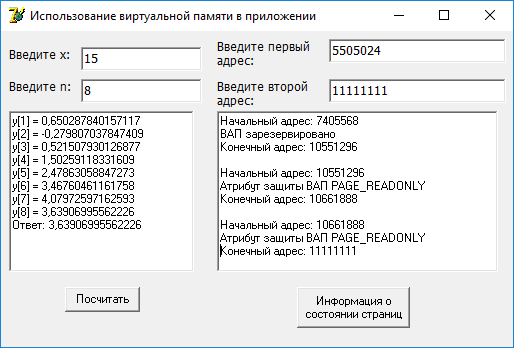 Использование виртуальной памяти в приложении
Введите x:
15
Введите n:
8
y[1] = 0,650287840157117
y[2] = -0,279807037847409
y[3] = 0,521507930126877
y[4] = 1,50259118331609
y[5] = 2,47863058847273
y[6] = 3,46760461161758
y[7] = 4,07972597162593
y[8] = 3,63906995562226
Ответ: 3,63906995562226
Посчитать
Введите первый
адрес:
5505024
Введите второй
адрес:
11111111
Начальный адрес: 7405568
ВАП зарезервировано
Конечный адрес: 10551296
Начальный адрес: 10551296
Атрибут защиты ВАП PAGE_READONLY
Конечный адрес: 10661888
Начальный адрес: 10661888
Атрибут защиты ВАП PAGE_READONLY
Конечный адрес: 11111111
Информация о
состоянии страниц